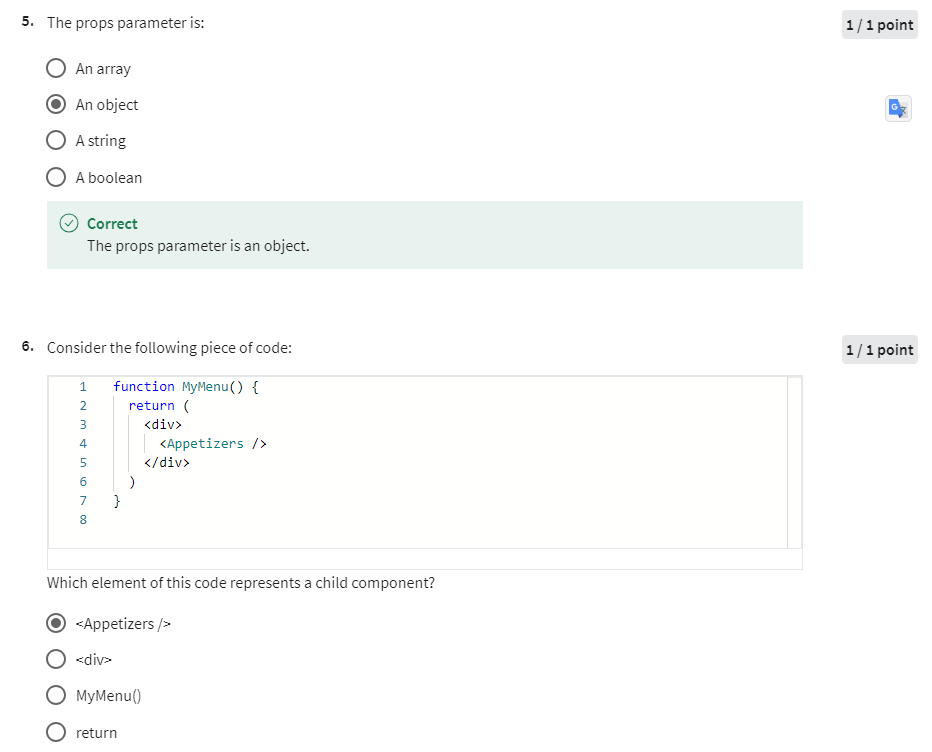 5. The props parameter is:
1 / 1 point
An array
An object
A string
A boolean
Correct
The props parameter is an object.
6. Consider the following piece of code:
1 / 1 point
1 function MyMenu() {
2 return (
3 <div>
4 <Appetizers />
5 </div>
6 )
7 }
8
Which element of this code represents a child component?
<Appetizers />
<div>
MyMenu()
return